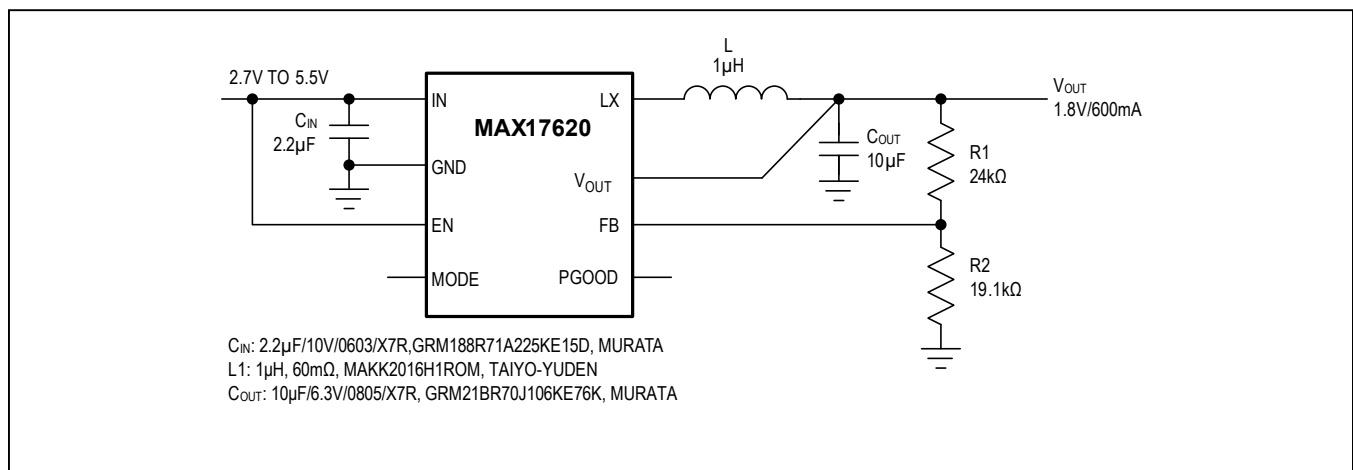 L
1µH
2.7V TO 5.5V
IN
LX
VOUT
1.8V/600mA
CIN
2.2µF
MAX17620
COUT
10µF
R1
24kΩ
GND
VOUT
EN
FB
R2
19.1kΩ
MODE
PGOOD
CIN: 2.2µF/10V/0603/X7R,GRM188R71A225KE15D, MURATA
L1: 1µH, 60mΩ, MAKK2016H1ROM, TAIYO-YUDEN
COUT: 10µF/6.3V/0805/X7R, GRM21BR70J106KE76K, MURATA